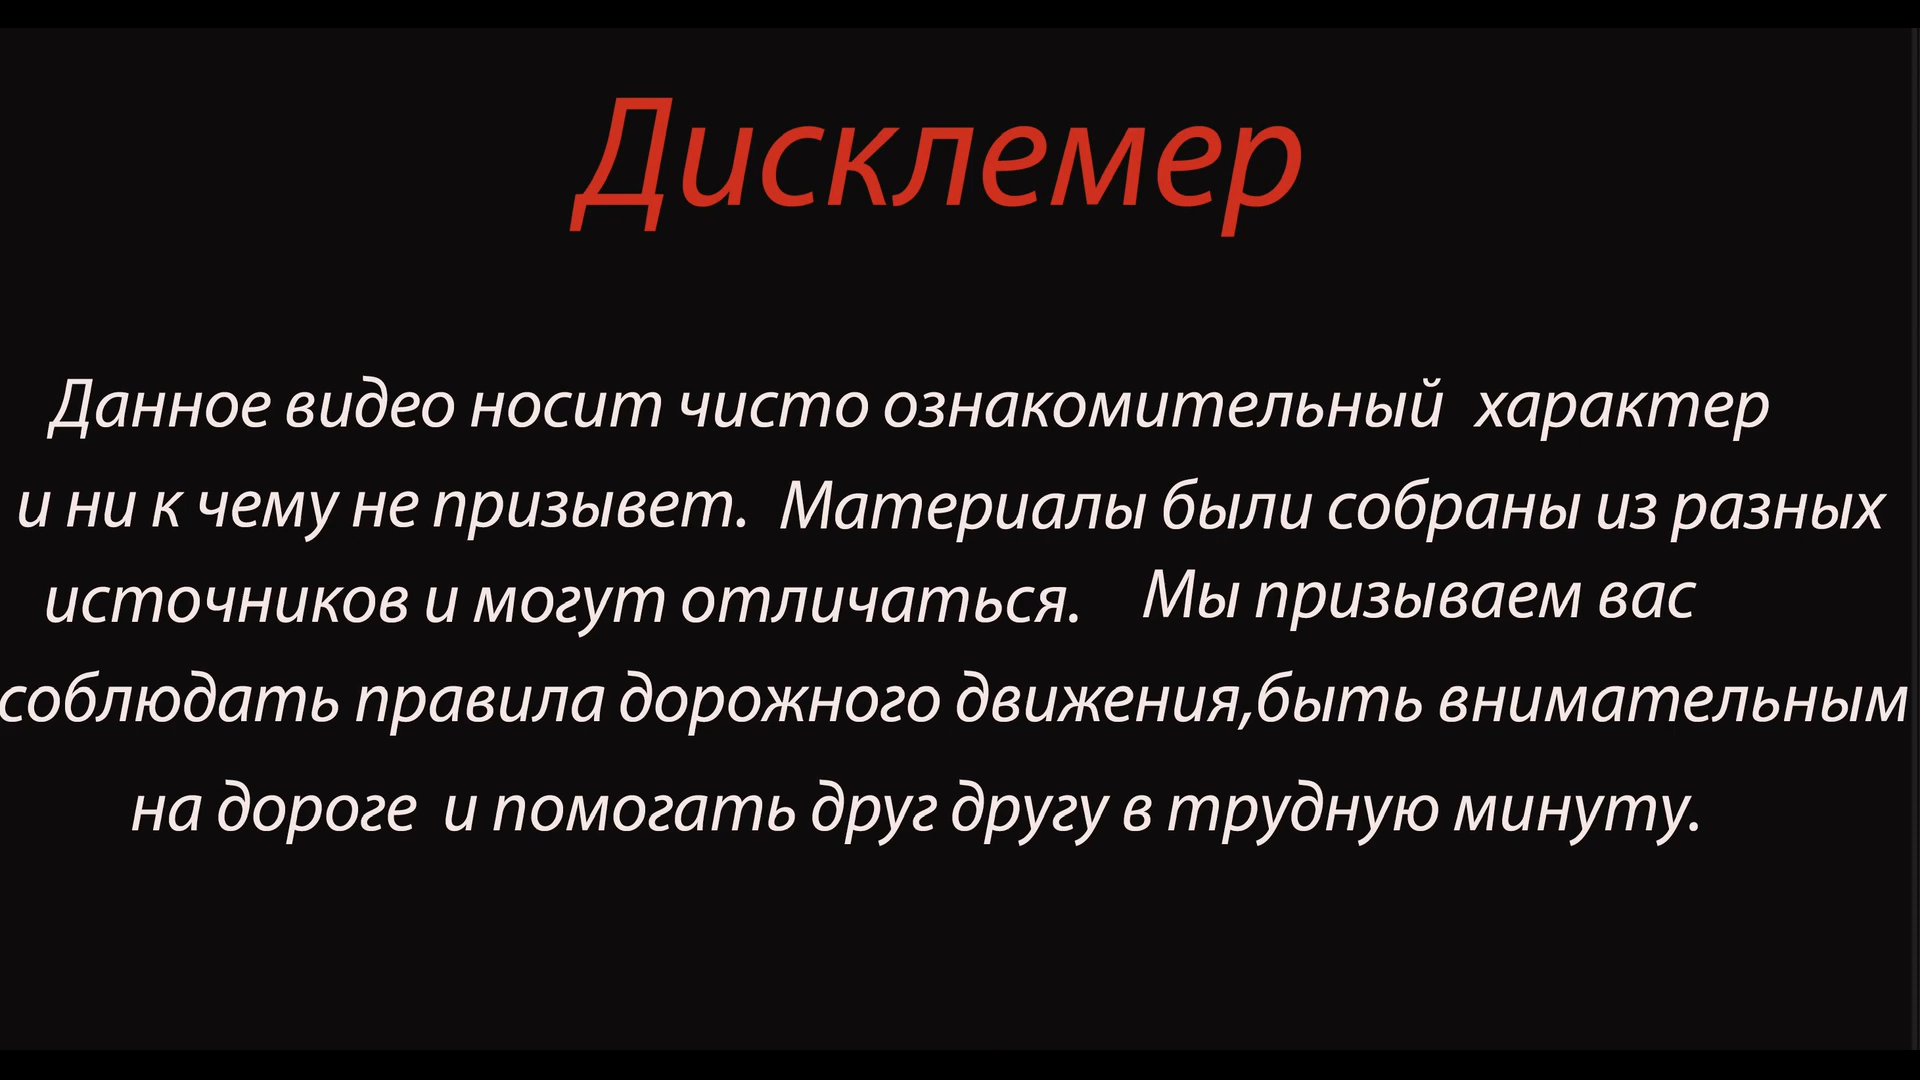 Дисклемер
Данное видео носит чисто ознакомительный характер
и ни к чему не призывет. Материалы были собраны из разных
источников и могут отличаться. Мы призываем вас
соблюдать правила дорожного движения,быть внимательным
на дороге и помогать друг другу в трудную минуту.